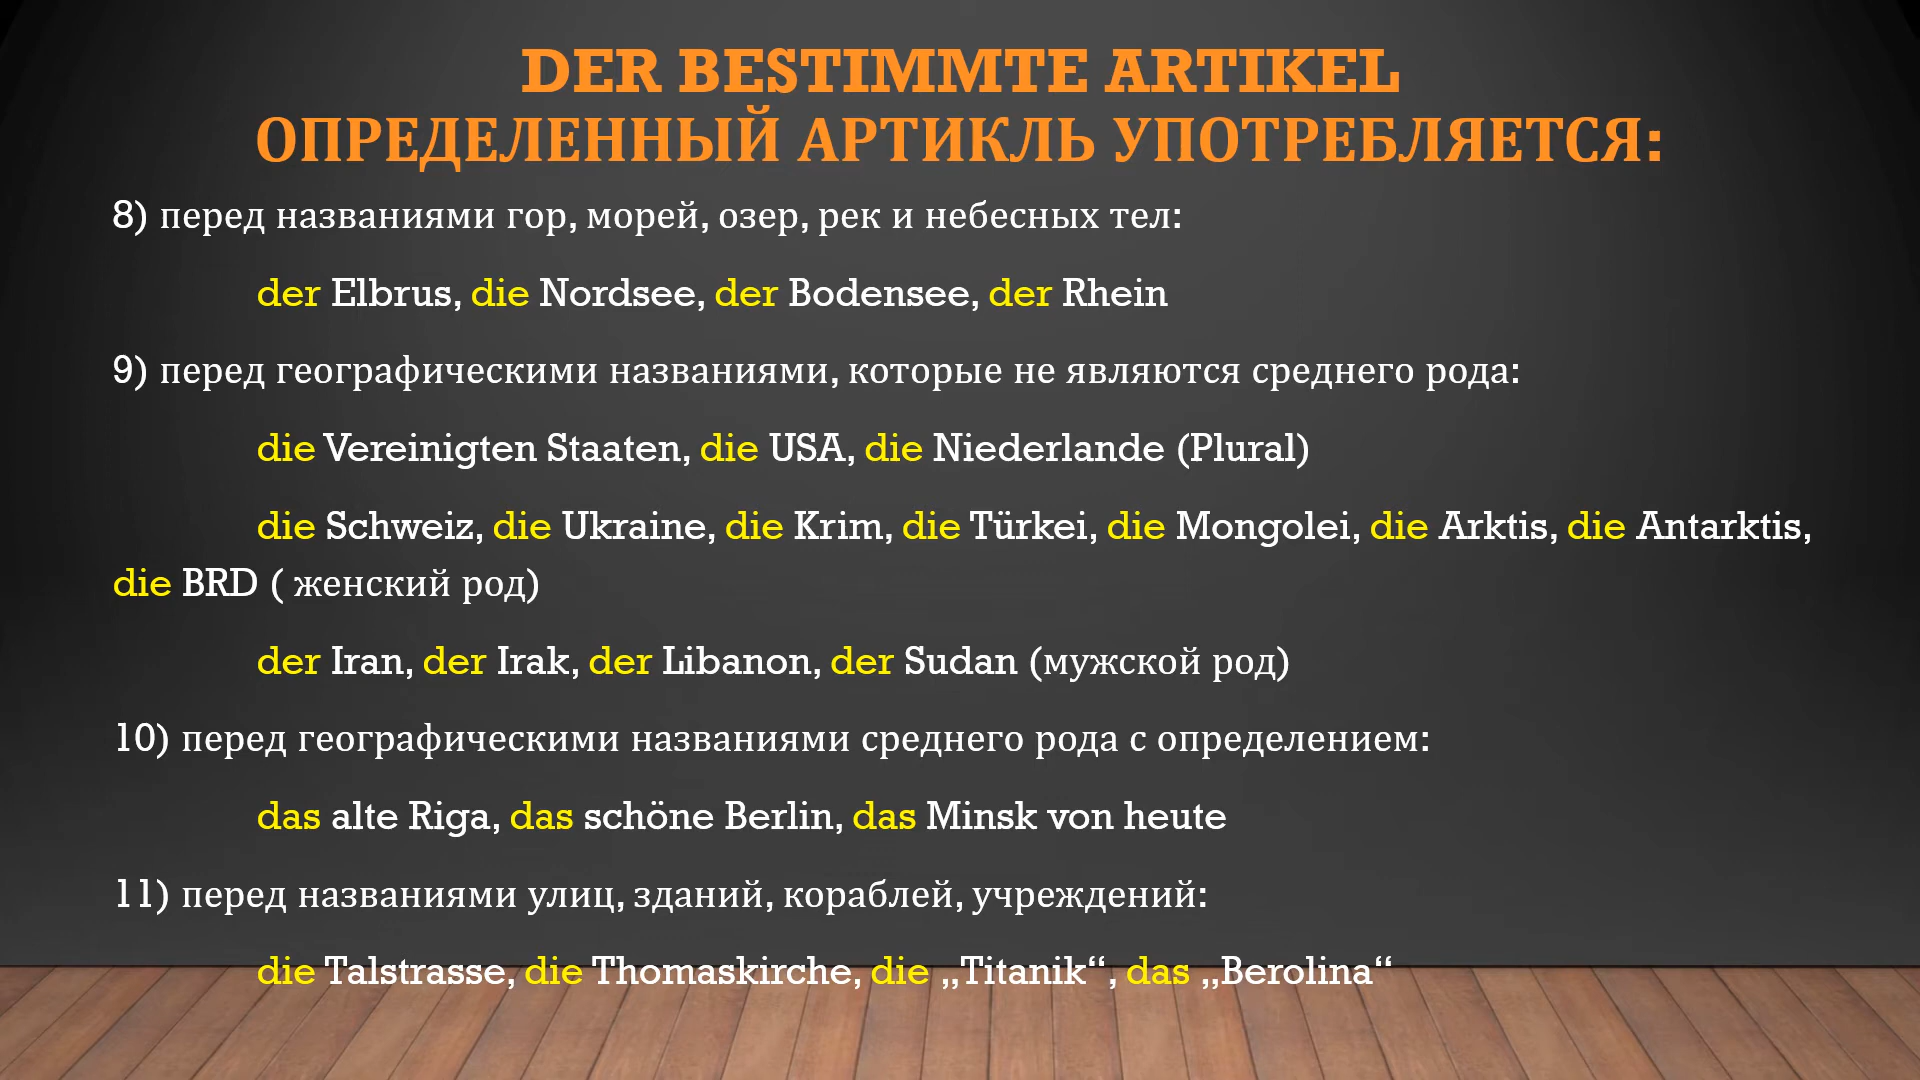 DER BESTIMMTE ARTIKEL
ОПРЕДЕЛЕННЫЙ АРТИКЛЬ УПОТРЕБЛЯЕТСЯ:
8) перед названиями гор, морей, озер, рек и небесных тел:
der Elbrus, die Nordsee, der Bodensee, der Rhein
9) перед географическими названиями, которые не являются среднего рода:
die Vereinigten Staaten, die USA, die Niederlande (Plural)
die Schweiz, die Ukraine, die Krim, die Türkei, die Mongolei, die Arktis, die Antarktis,
die BRD ( женский род)
der Iran, der Irak, der Libanon, der Sudan (мужской род)
10) перед географическими названиями среднего рода с определением:
das alte Riga, das schöne Berlin, das Minsk von heute
11) перед названиями улиц, зданий, кораблей, учреждений:
die Talstrasse, die Thomaskirche, die „Titanik“, das „Berolina“